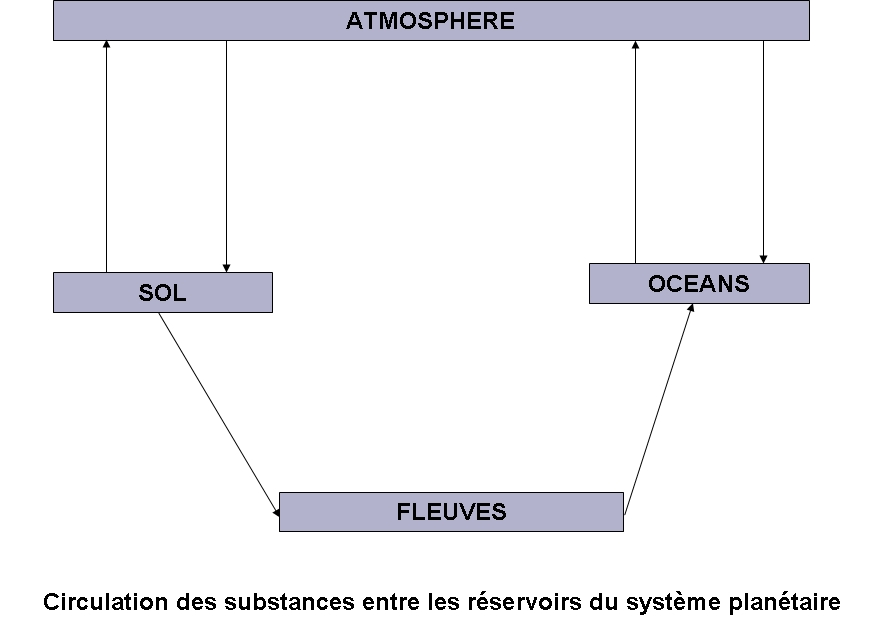 ATMOSPHERE
SOL
OCEANS
FLEUVES
Circulation des substances entre les réservoirs du système planétaire